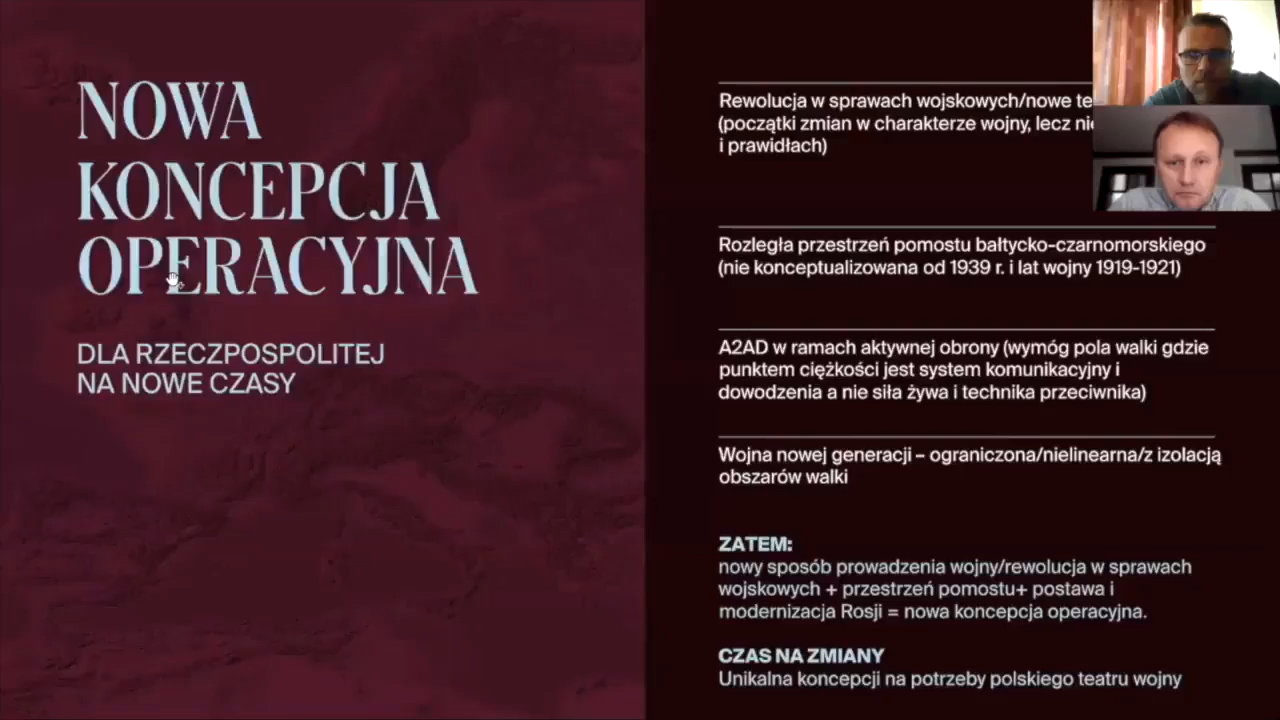 NOWA
KONCEPCJA
OPERACYJNA
DLA RZECZPOSPOLITEJ
NA NOWE CZASY
Rewolucja w sprawach wojskowych/nowe
(początki zmian w charakterze wojny, lecz
i prawidłach)
Rozległa przestrzeń pomostu bałtycko-czarnomorskiego
(nie konceptualizowana od 1939 r. i lat wojny 1919-1921)
A2AD w ramach aktywnej obrony (wymóg pola walki gdzie
punktem ciężkości jest system komunikacyjny i
dowodzenia a nie siła żywa i technika przeciwnika)
Wojna nowej generacji – ograniczona/nielinearna/z izolacją
obszarów walki
ZATEM:
nowy sposób prowadzenia wojny/rewolucja w sprawach
wojskowych + przestrzeń pomostu+ postawa i
modernizacja Rosji = nowa koncepcja operacyjna.
CZAS NA ZMIANY
Unikalna koncepcji na potrzeby polskiego teatru wojny